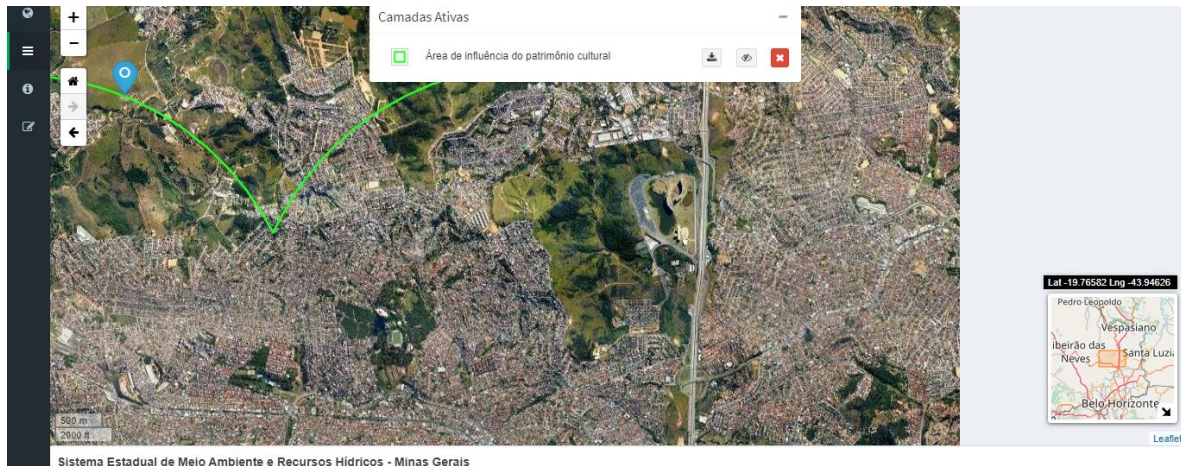 Camadas Ativas
Área de influência do patrimônio cultural
Lat -19.76582 Lng -43.94626
Pedro Leopoldo
Vespasiano
ibeirão das
Neves
Santa Luzi
Belo Horizonte
500 m
2000 ft
Leaflet
Sistema Estadual de Meio Ambiente e Recursos Hídricos - Minas Gerais